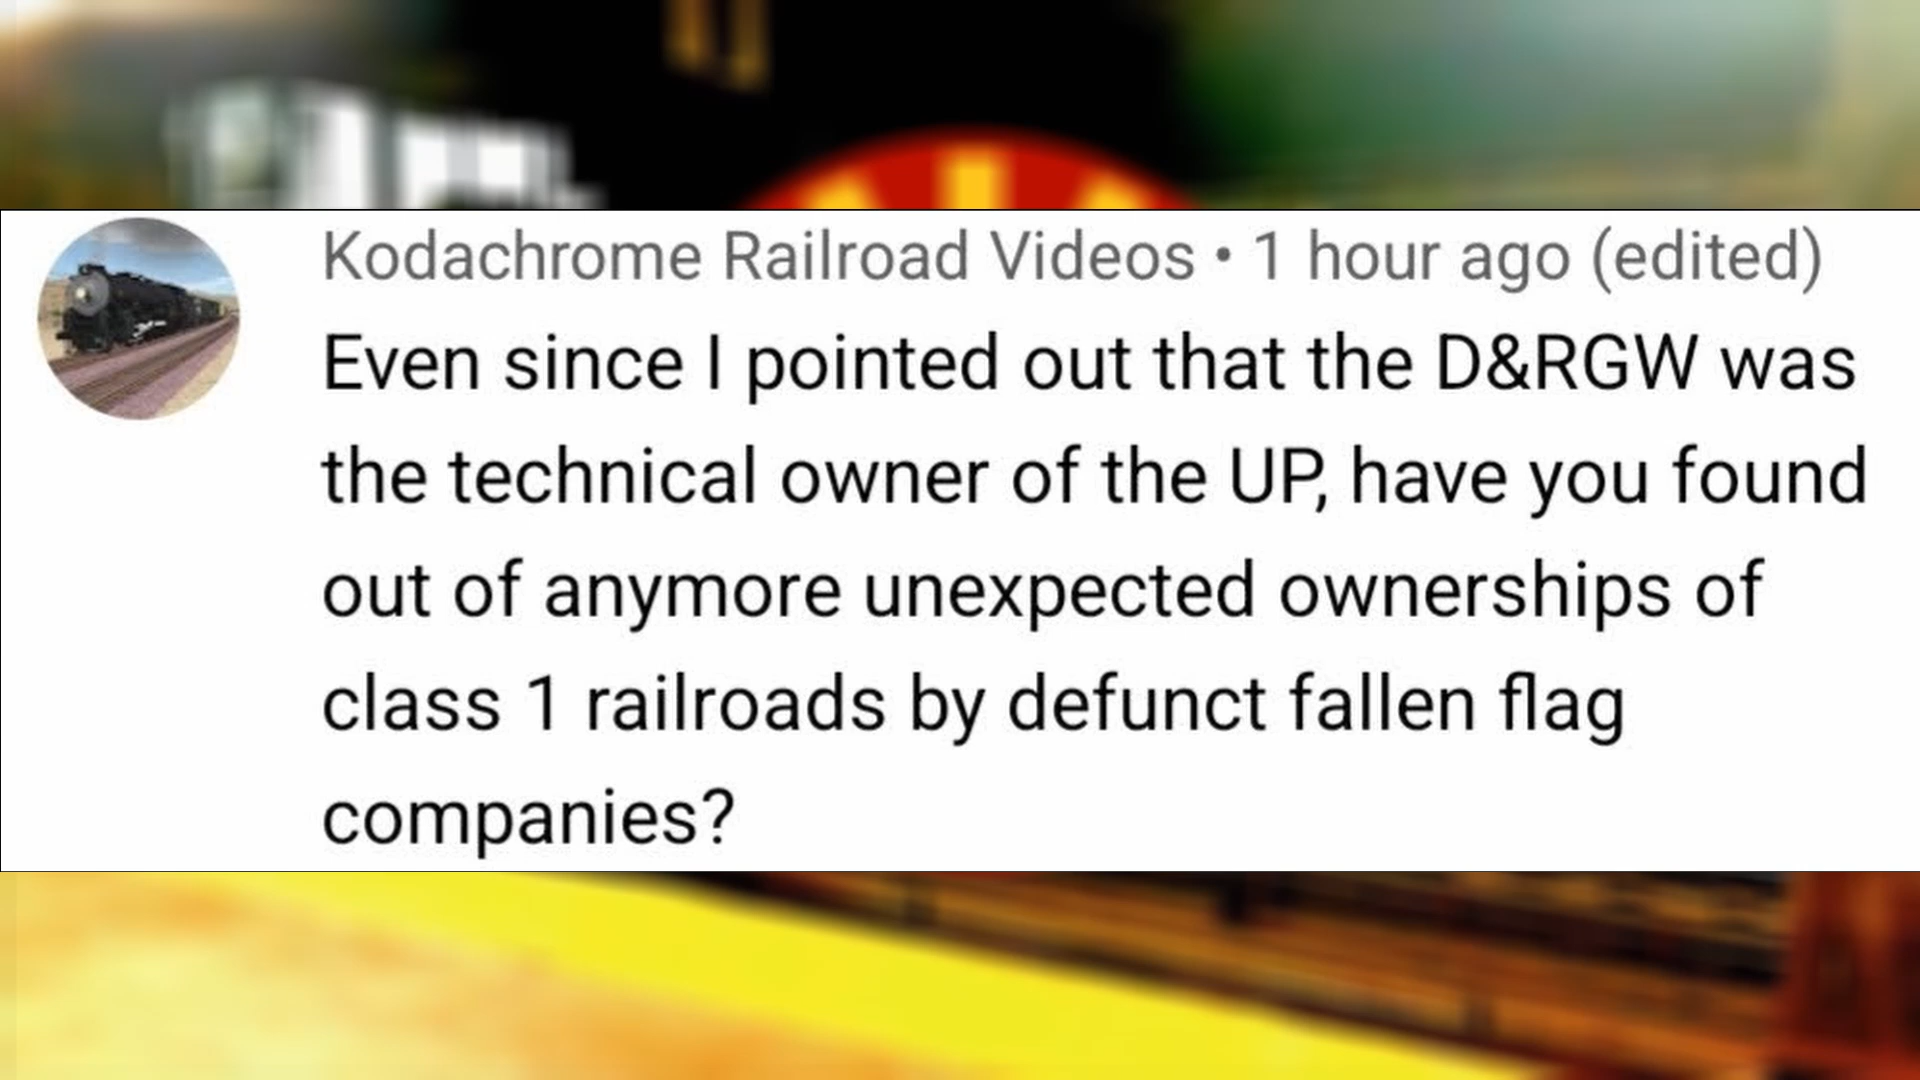 Kodachrome Railroad Videos • 1 hour ago (edited)
Even since I pointed out that the D&RGW was
the technical owner of the UP, have you found
out of anymore unexpected ownerships of
class 1 railroads by defunct fallen flag
companies?